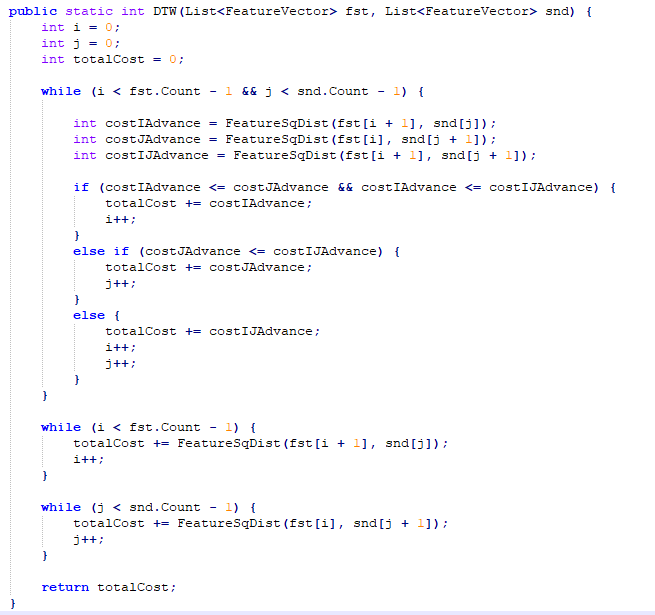 public static int DTW(List<FeatureVector> fst, List<FeatureVector> snd) {
    int i = 0;
    int j = 0;
    int totalCost = 0;

    while (i < fst.Count - 1 && j < snd.Count - 1) {

        int costIAdvance = FeatureSqDist(fst[i + 1], snd[j]);
        int costJAdvance = FeatureSqDist(fst[i], snd[j + 1]);
        int costIJAdvance = FeatureSqDist(fst[i + 1], snd[j + 1]);

        if (costIAdvance <= costJAdvance && costIAdvance <= costIJAdvance) {
            totalCost += costIAdvance;
            i++;
        }
        else if (costJAdvance <= costIJAdvance) {
            totalCost += costJAdvance;
            j++;
        }
        else {
            totalCost += costIJAdvance;
            i++;
            j++;
        }
    }

    while (i < fst.Count - 1) {
        totalCost += FeatureSqDist(fst[i + 1], snd[j]);
        i++;
    }

    while (j < snd.Count - 1) {
        totalCost += FeatureSqDist(fst[i], snd[j + 1]);
        j++;
    }

    return totalCost;
}